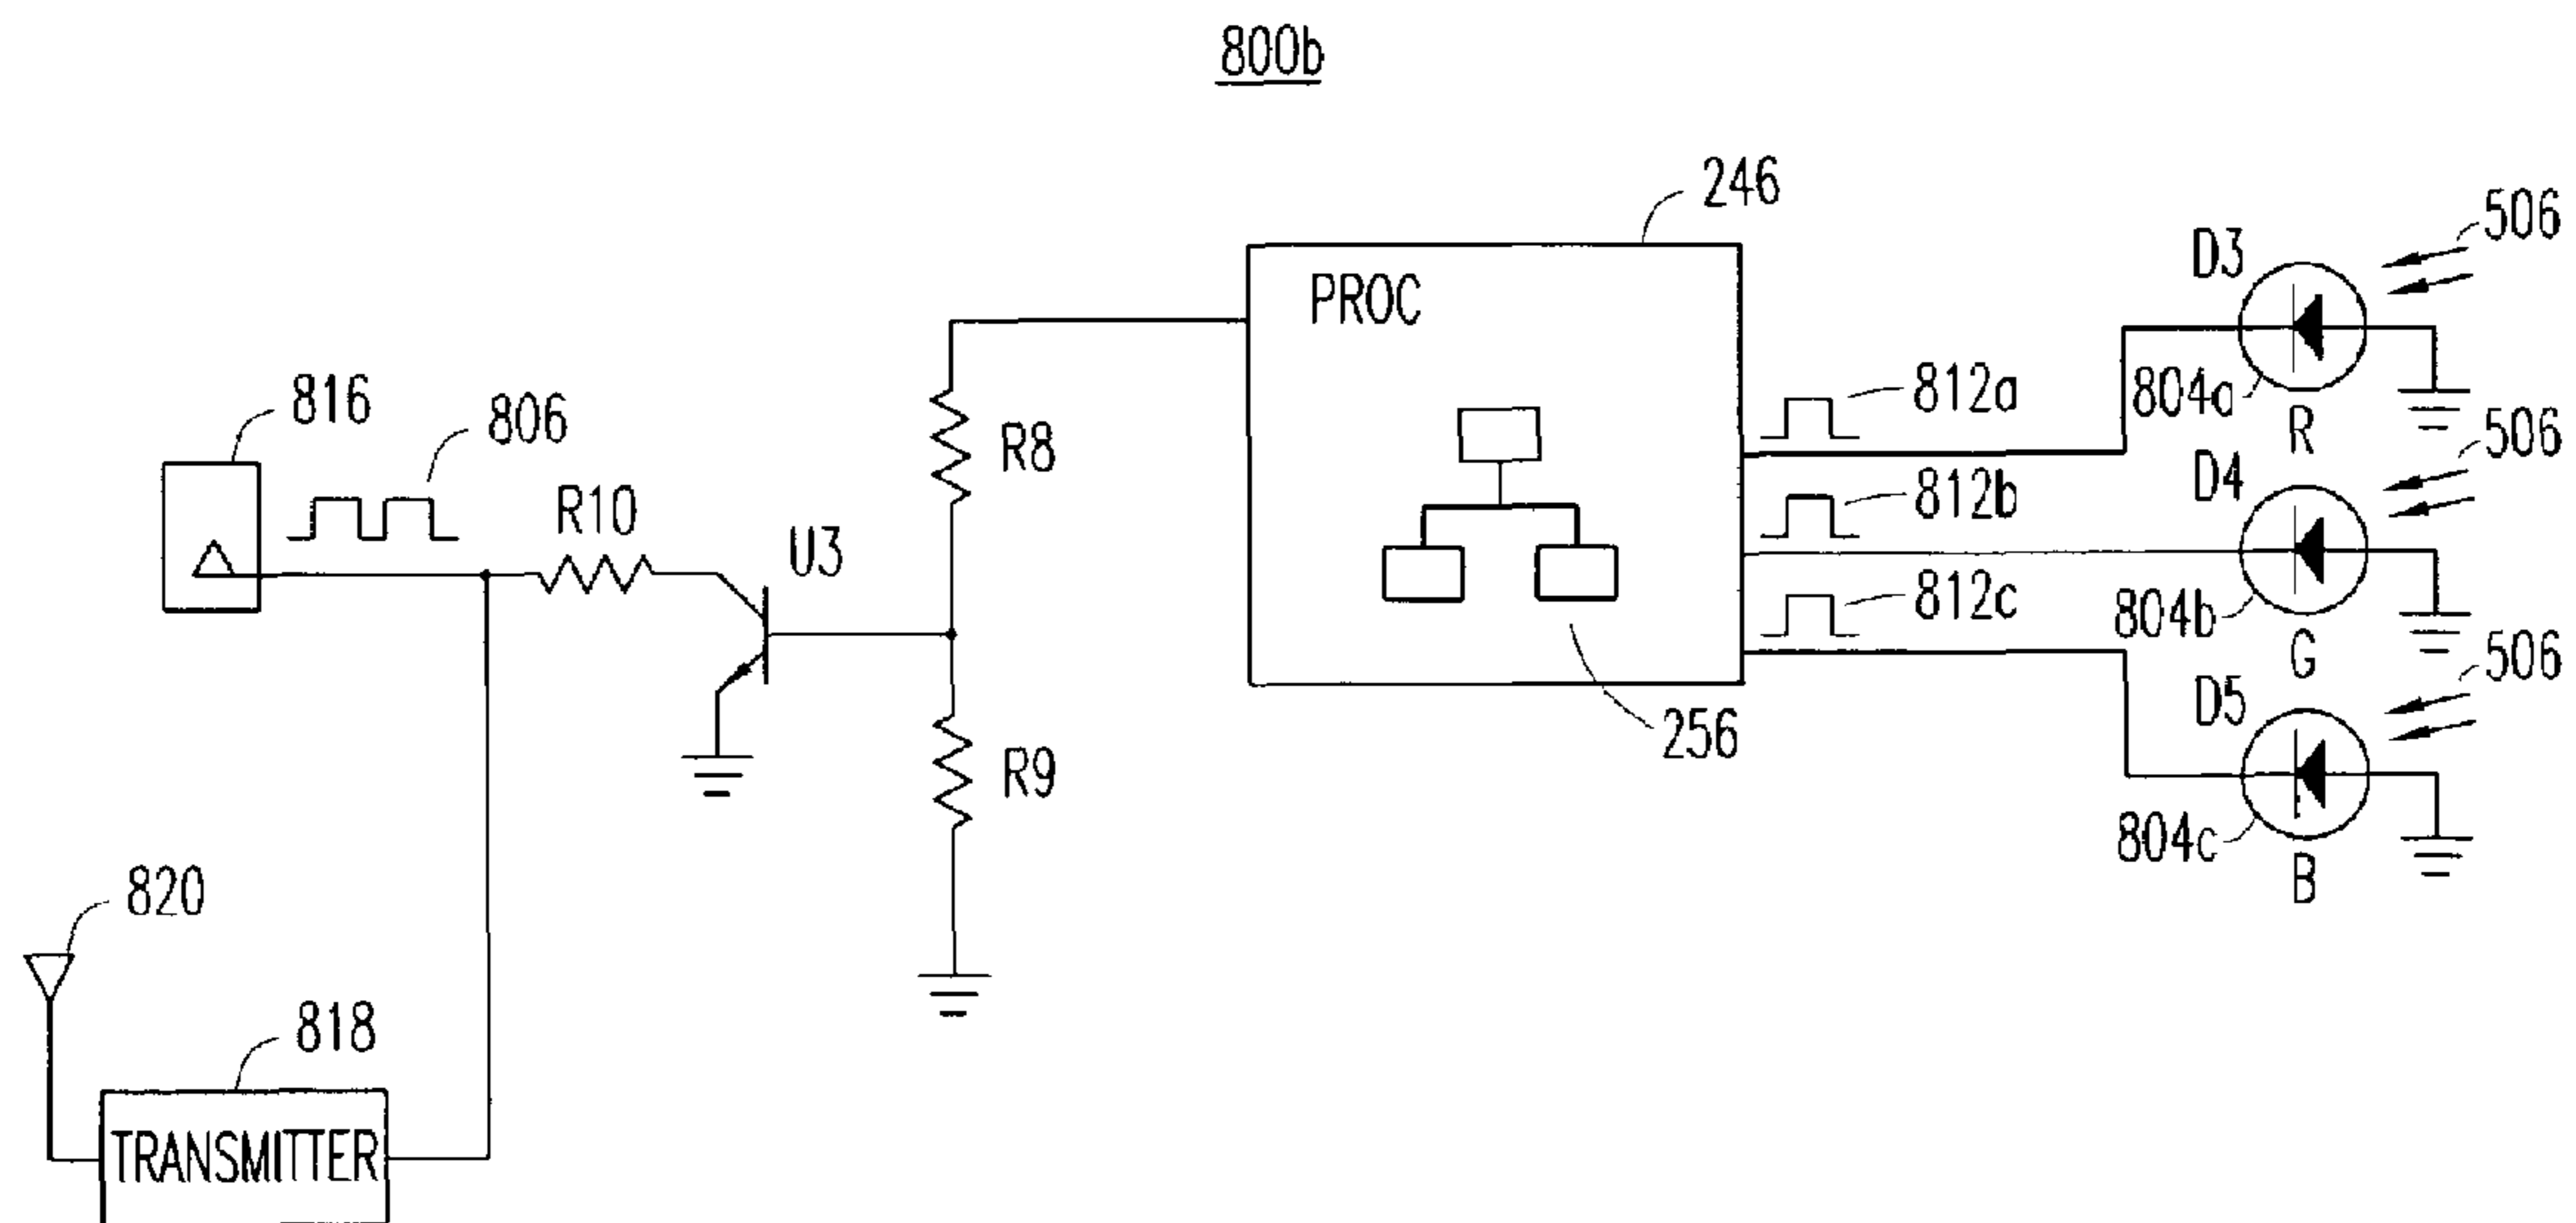 800b
246
506
D3
PROC
812a
804a
R
816
806
R8
506
D4
R10
812b
U3
812c
804b
G
506
D5
256
R9
804c
B
820
818
TRANSMITTER